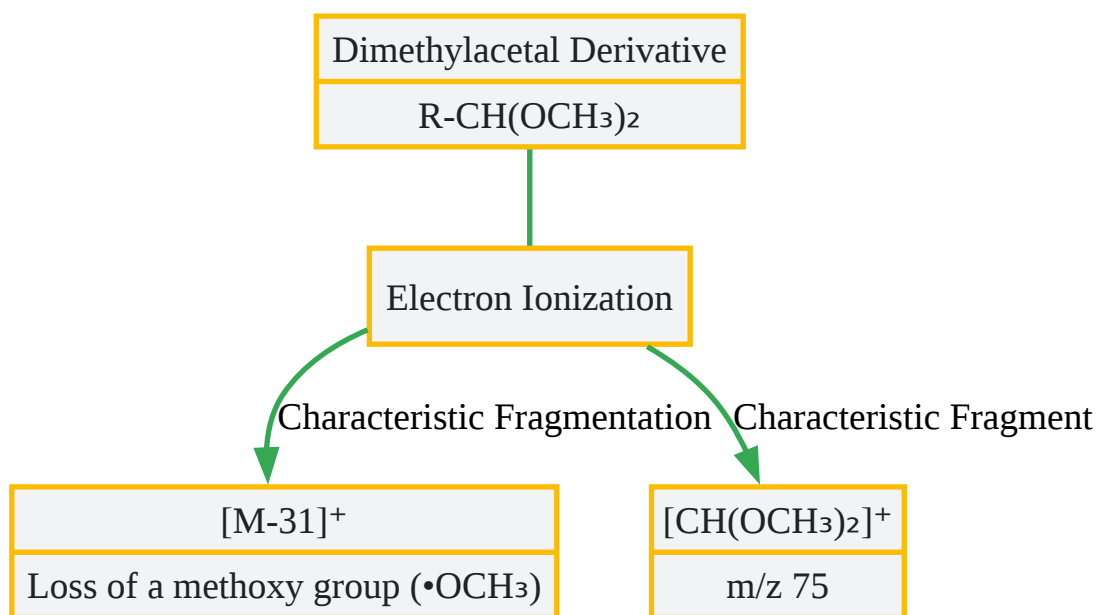 Dimethylacetal Derivative
R-CH(OCH₃)₂
Electron Ionization
Characteristic Fragmentation
Characteristic Fragment
[M-31]⁺
Loss of a methoxy group (•OCH₃)
[CH(OCH₃)₂]⁺
m/z 75